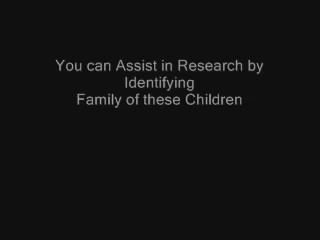 You can Assist in Research by
Identifying
Family of these Children